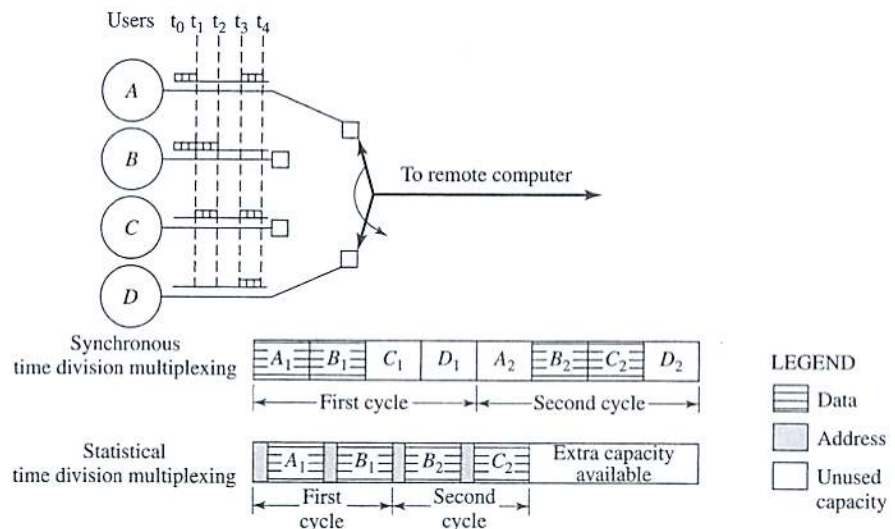 Users t₀ t₁ t₂ t₃ t₄
A
B
To remote computer
C
D
Synchronous
time division multiplexing
A₁ B₁ C₁ D₁ A₂ B₂ C₂ D₂
First cycle Second cycle
Statistical
time division multiplexing
A₁ B₁ B₂ C₂ Extra capacity
available
First
cycle
Second
cycle
LEGEND
Data
Address
Unused
capacity